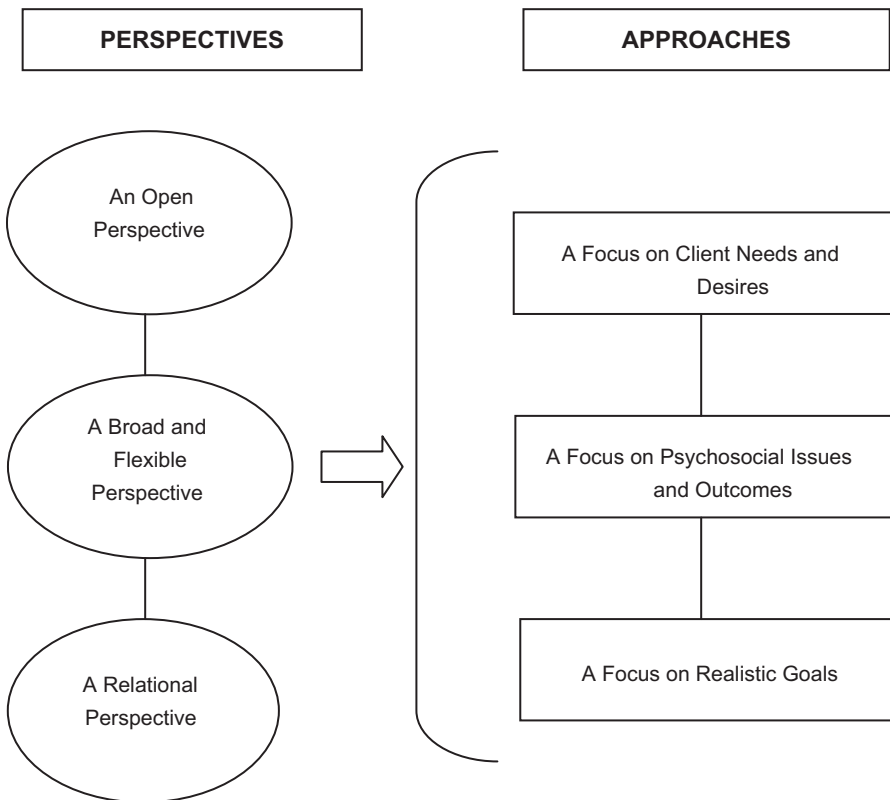 PERSPECTIVES
APPROACHES
An Open
Perspective
A Broad and
Flexible
Perspective
A Relational
Perspective
A Focus on Client Needs and
Desires
A Focus on Psychosocial Issues
and Outcomes
A Focus on Realistic Goals